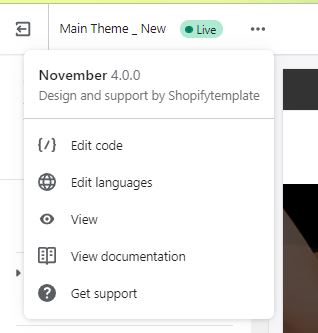 Main Theme _ New Live
November 4.0.0
Design and support by Shopifytemplate
Edit code
Edit languages
View
View documentation
Get support